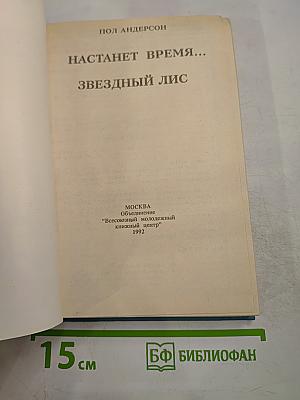 ПОЛ АНДЕРСОН
НАСТАНЕТ ВРЕМЯ...
ЗВЕЗДНЫЙ ЛИС
МОСКВА
Объединение
"Всесоюзный молодежный
книжный центр"
1992
15 см
БФ БИБЛИОФАН